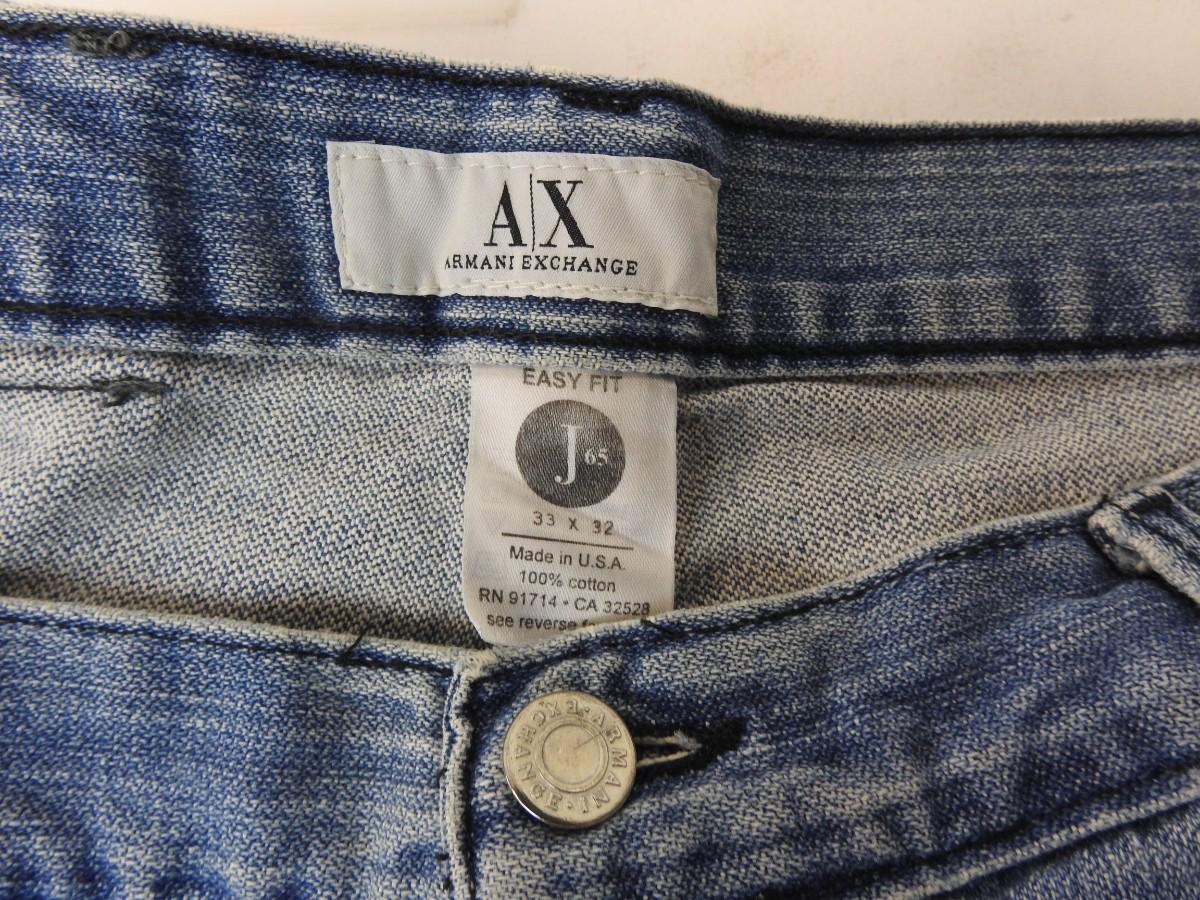 A|X
ARMANI EXCHANGE
EASY FIT
J65
33 X 32
Made in U.S.A.
100% cotton
RN 91714 • CA 32528
see reverse
ARMANI • EXCHANGE •